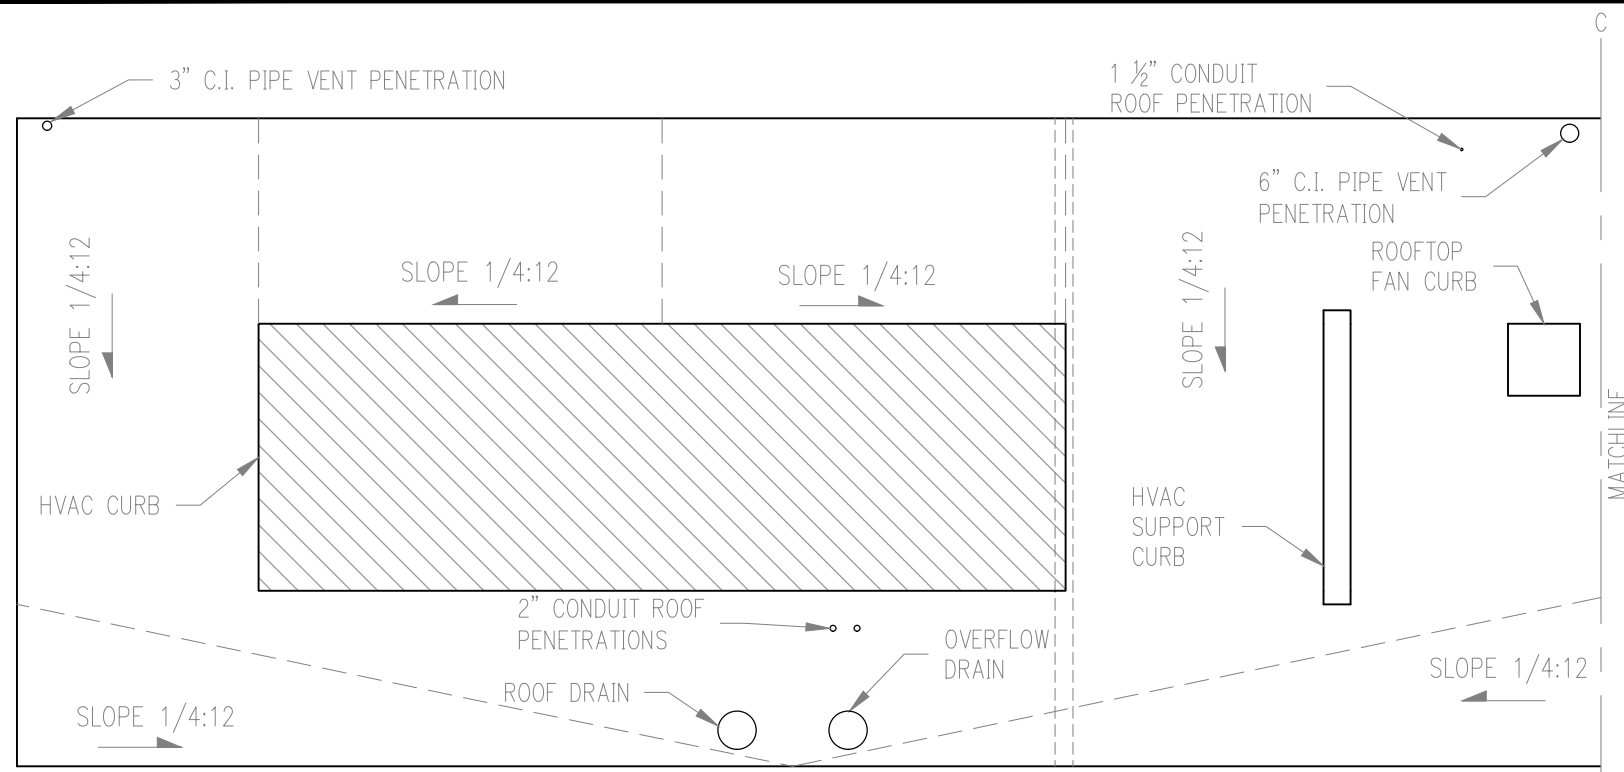 C
3” C.I. PIPE VENT PENETRATION
1 ½” CONDUIT
ROOF PENETRATION
6” C.I. PIPE VENT
PENETRATION
SLOPE 1/4:12
SLOPE 1/4:12
SLOPE 1/4:12
SLOPE 1/4:12
ROOFTOP
FAN CURB
MATCHLINE
HVAC CURB
HVAC
SUPPORT
CURB
2” CONDUIT ROOF
PENETRATIONS
OVERFLOW
DRAIN
ROOF DRAIN
SLOPE 1/4:12
SLOPE 1/4:12